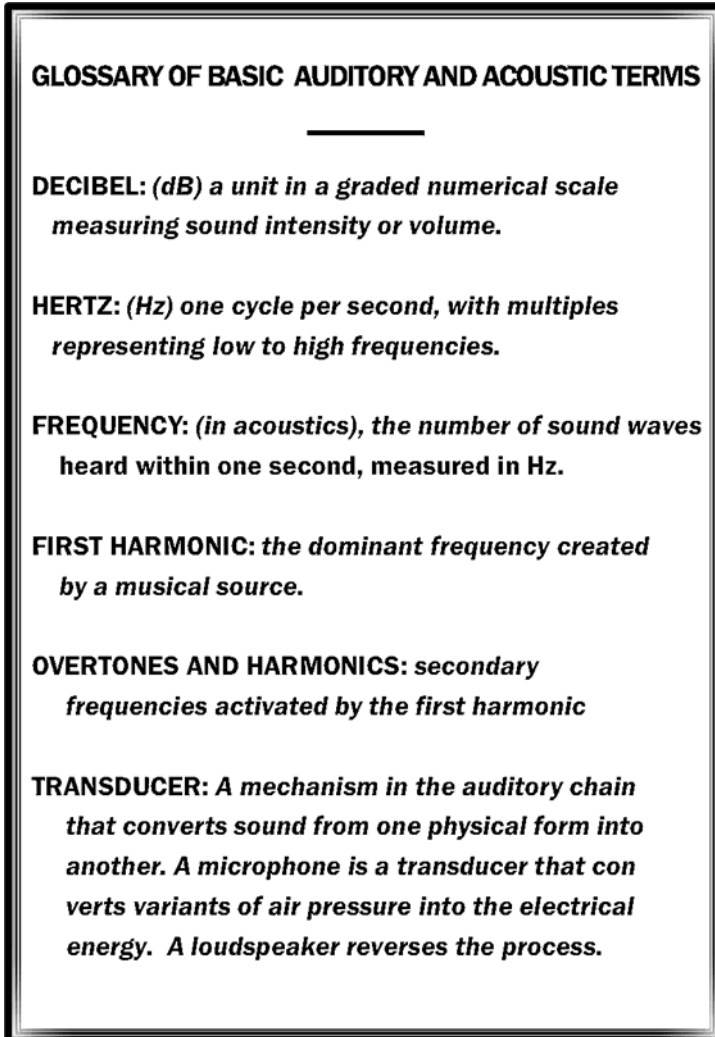 GLOSSARY OF BASIC AUDITORY AND ACOUSTIC TERMS
DECIBEL: (dB) a unit in a graded numerical scale
measuring sound intensity or volume.
HERTZ: (Hz) one cycle per second, with multiples
representing low to high frequencies.
FREQUENCY: (in acoustics), the number of sound waves
heard within one second, measured in Hz.
FIRST HARMONIC: the dominant frequency created
by a musical source.
OVERTONES AND HARMONICS: secondary
frequencies activated by the first harmonic
TRANSDUCER: A mechanism in the auditory chain
that converts sound from one physical form into
another. A microphone is a transducer that con
verts variants of air pressure into the electrical
energy. A loudspeaker reverses the process.